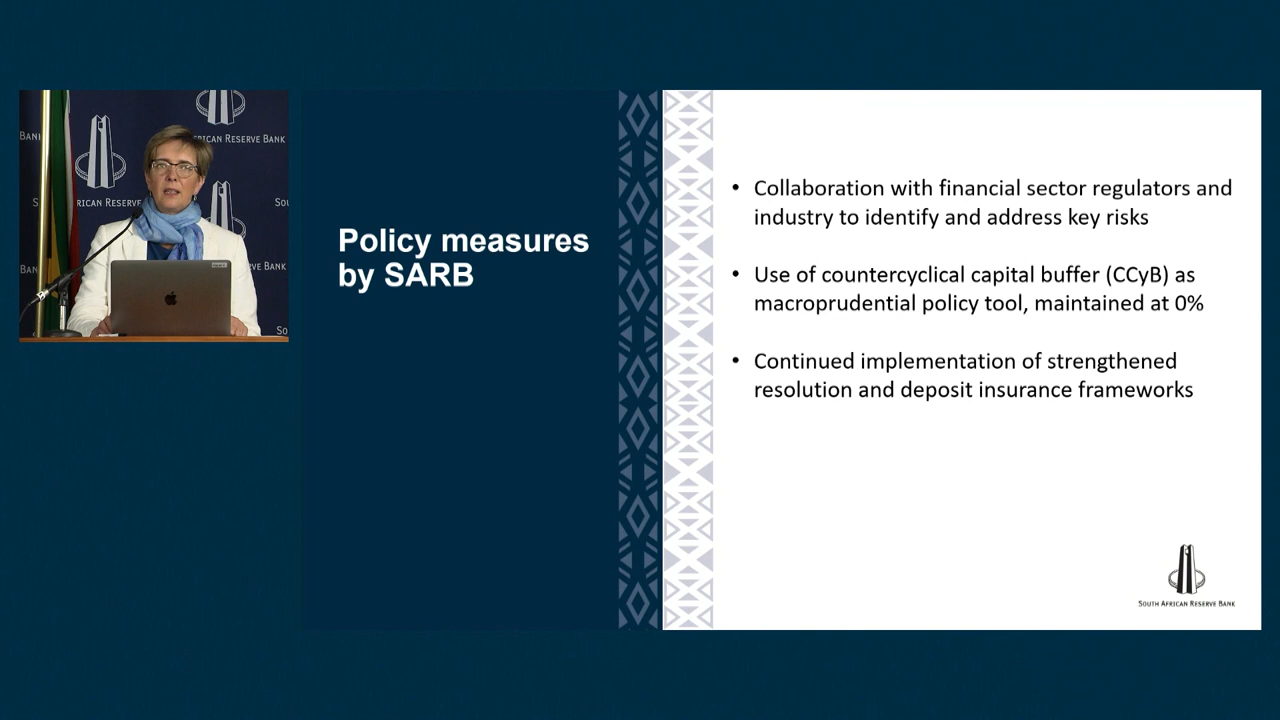 BANK
AFRICAN RESERVE BANK
AFRICAN RESERVE
BANK
Policy measures
by SARB
• Collaboration with financial sector regulators and
industry to identify and address key risks
• Use of countercyclical capital buffer (CCyB) as
macroprudential policy tool, maintained at 0%
• Continued implementation of strengthened
resolution and deposit insurance frameworks
SOUTH AFRICAN RESERVE BANK